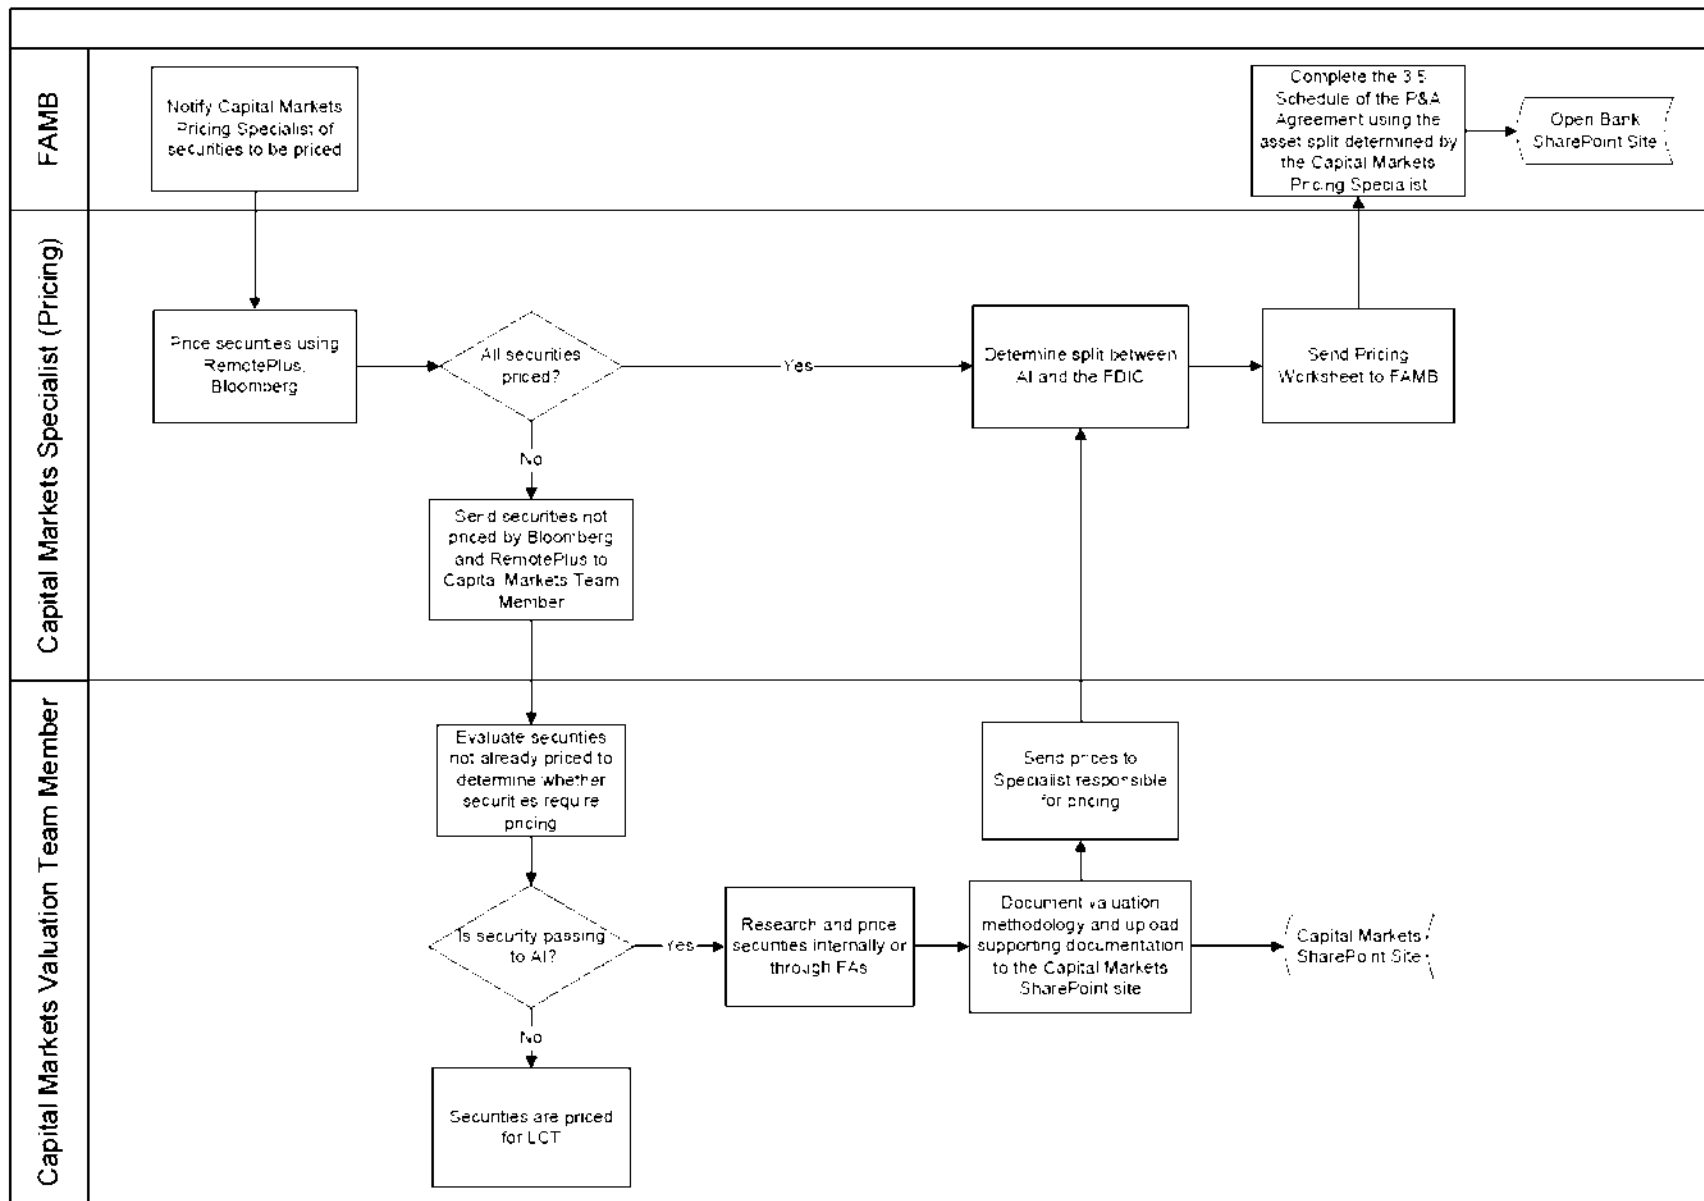 FAMB
Notify Capital Markets
Pricing Specialist of
securities to be priced
Complete the 3.5
Schedule of the P&A
Agreement using the
asset split determined by
the Capital Markets
Pricing Specialist
Open Bank
SharePoint Site
Capital Markets Specialist (Pricing)
Price securities using
RemotePlus,
Bloomberg
All securities
priced?
Yes
Determine split between
AI and the FDIC
Send Pricing
Worksheet to FAMB
No
Send securities not
priced by Bloomberg
and RemotePlus to
Capital Markets Team
Member
Capital Markets Valuation Team Member
Evaluate securities
not already priced to
determine whether
securities require
pricing
Send prices to
Specialist responsible
for pricing
Is security passing
to AI?
Yes
Research and price
securities internally or
through FAs
Document valuation
methodology and upload
supporting documentation
to the Capital Markets
SharePoint site
Capital Markets
SharePoint Site
No
Securities are priced
for LCT